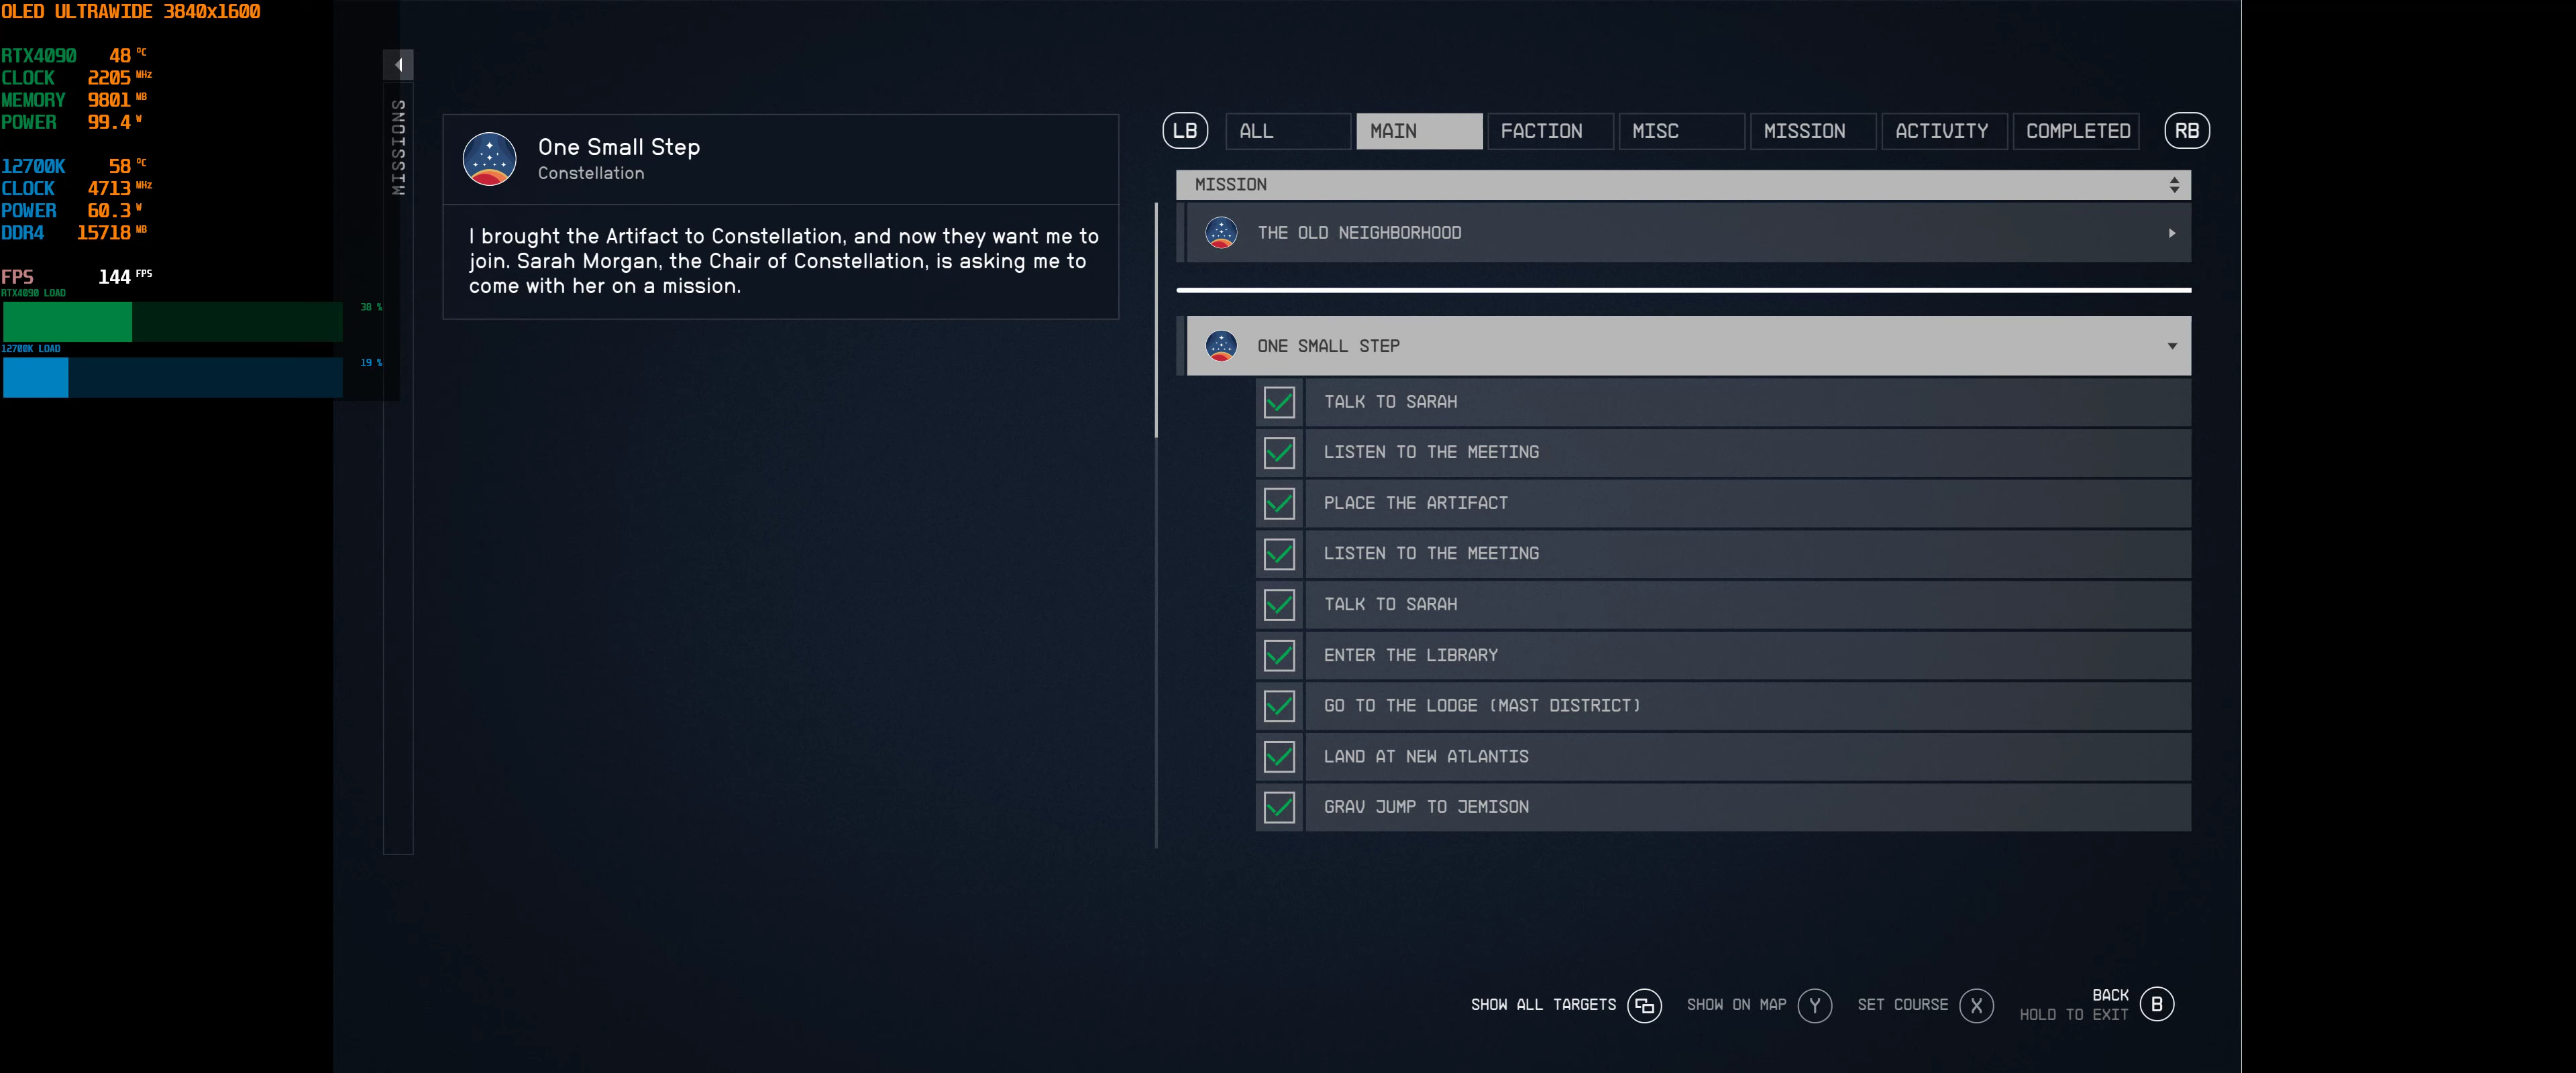 OLED ULTRAWIDE 3840x1600
RTX4090 48 °C
CLOCK 2205 MHz
MEMORY 9801 MB
POWER 99.4 W
12700K 58 °C
CLOCK 4713 MHz
POWER 60.3 W
DDR4 15718 MB
FPS 144 FPS
RTX4090 LOAD
38 %
12700K LOAD
19 %
MISSIONS
One Small Step
Constellation
I brought the Artifact to Constellation, and now they want me to
join. Sarah Morgan, the Chair of Constellation, is asking me to
come with her on a mission.
LB ALL MAIN FACTION MISC MISSION ACTIVITY COMPLETED RB
MISSION
THE OLD NEIGHBORHOOD
ONE SMALL STEP
TALK TO SARAH
LISTEN TO THE MEETING
PLACE THE ARTIFACT
LISTEN TO THE MEETING
TALK TO SARAH
ENTER THE LIBRARY
GO TO THE LODGE (MAST DISTRICT)
LAND AT NEW ATLANTIS
GRAV JUMP TO JEMISON
SHOW ALL TARGETS SHOW ON MAP Y SET COURSE X BACK B
HOLD TO EXIT